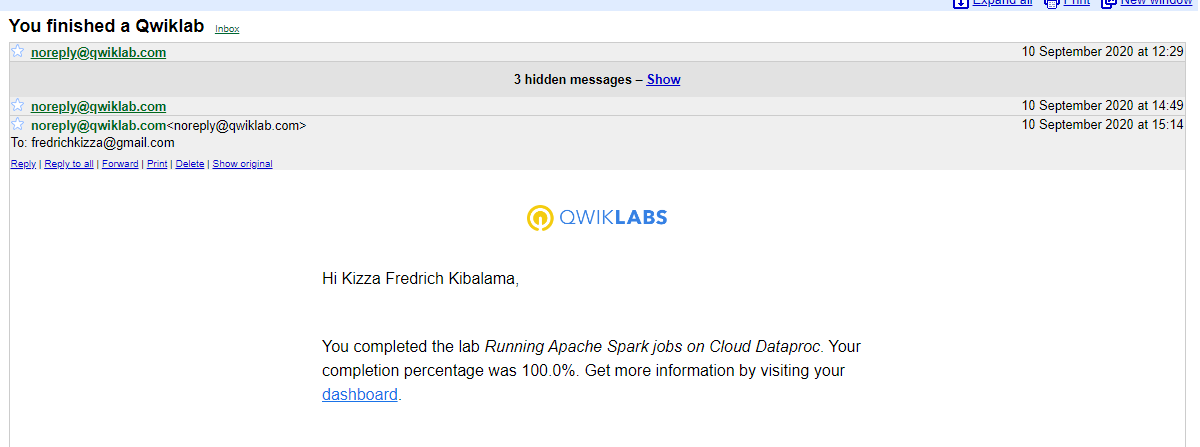 Expand all Print New window
You finished a Qwiklab Inbox
noreply@qwiklab.com 10 September 2020 at 12:29
3 hidden messages – Show
noreply@qwiklab.com 10 September 2020 at 14:49
noreply@qwiklab.com<noreply@qwiklab.com> 10 September 2020 at 15:14
To: fredrichkizza@gmail.com
Reply | Reply to all | Forward | Print | Delete | Show original
QWIKLABS
Hi Kizza Fredrich Kibalama,
You completed the lab Running Apache Spark jobs on Cloud Dataproc. Your
completion percentage was 100.0%. Get more information by visiting your
dashboard.